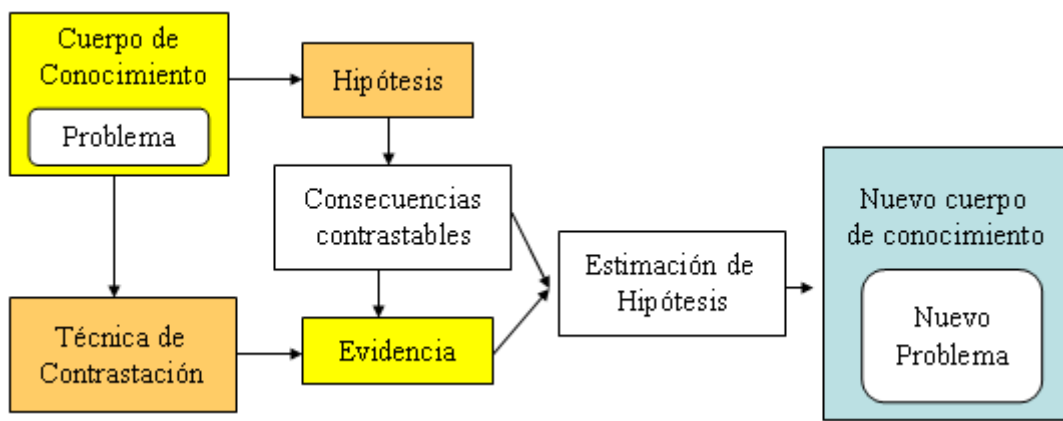 Cuerpo de
Conocimiento
Problema
Hipótesis
Consecuencias
contrastables
Técnica de
Contrastación
Evidencia
Estimación de
Hipótesis
Nuevo cuerpo
de conocimiento
Nuevo
Problema